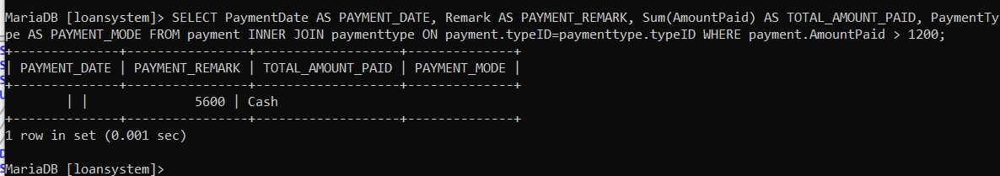 MariaDB [loansystem]> SELECT PaymentDate AS PAYMENT_DATE, Remark AS PAYMENT_REMARK, Sum(AmountPaid) AS TOTAL_AMOUNT_PAID, PaymentTy
pe AS PAYMENT_MODE FROM payment INNER JOIN paymenttype ON payment.typeID=paymenttype.typeID WHERE payment.AmountPaid > 1200;
+--------------+----------------+-------------------+--------------+
| PAYMENT_DATE | PAYMENT_REMARK | TOTAL_AMOUNT_PAID | PAYMENT_MODE |
+--------------+----------------+-------------------+--------------+
        | |              5600 | Cash
+--------------+----------------+-------------------+--------------+
1 row in set (0.001 sec)
MariaDB [loansystem]>